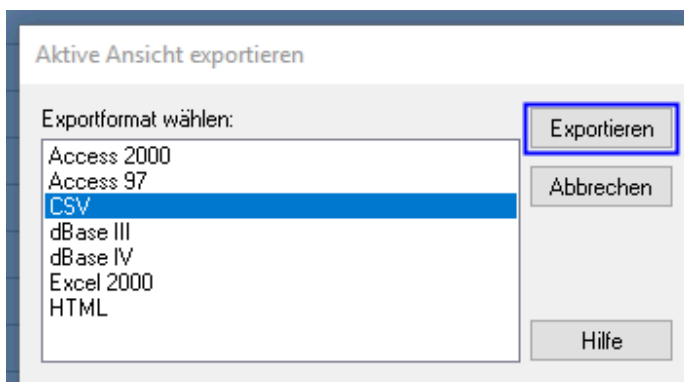 Aktive Ansicht exportieren
Exportformat wählen:
Access 2000
Access 97
CSV
dBase III
dBase IV
Excel 2000
HTML
Exportieren
Abbrechen
Hilfe